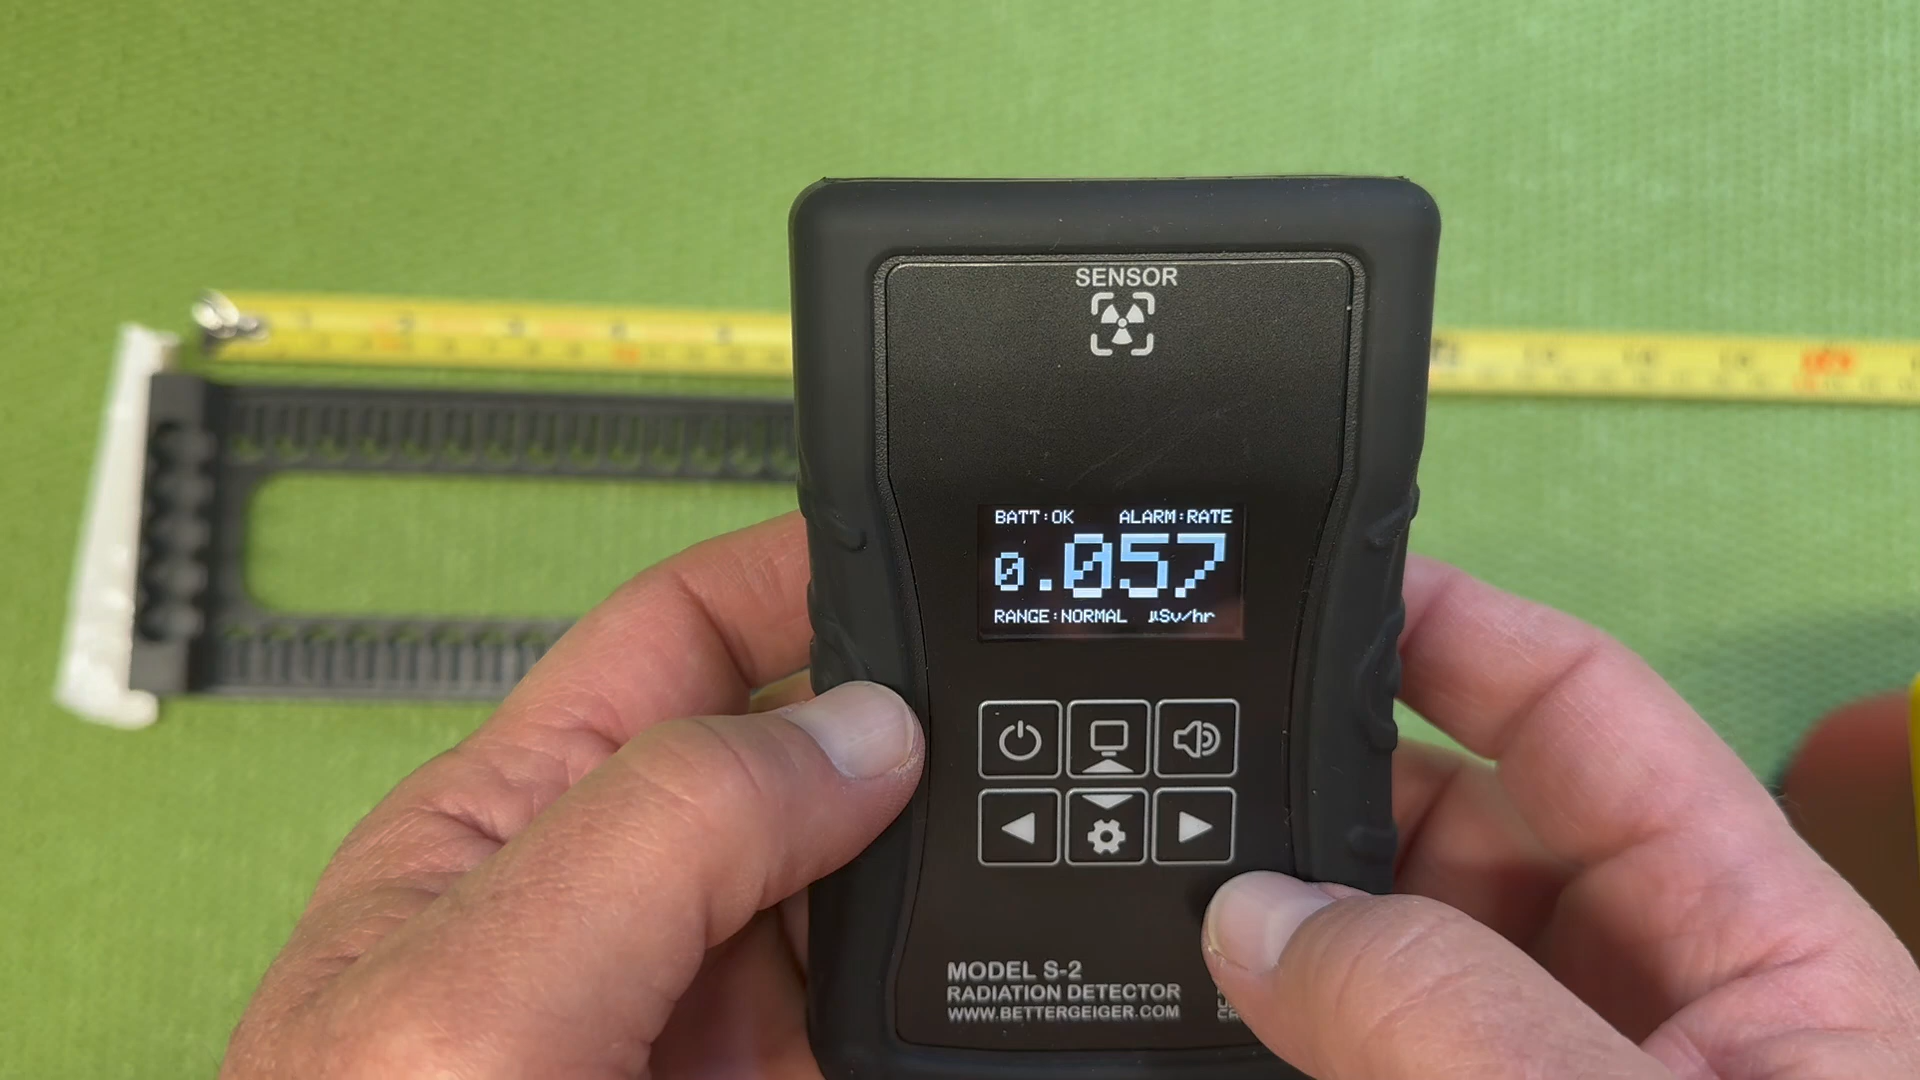 SENSOR
BATT:OK ALARM:RATE
0.057
RANGE:NORMAL µSv/hr
MODEL S-2
RADIATION DETECTOR
WWW.BETTERGEIGER.COM